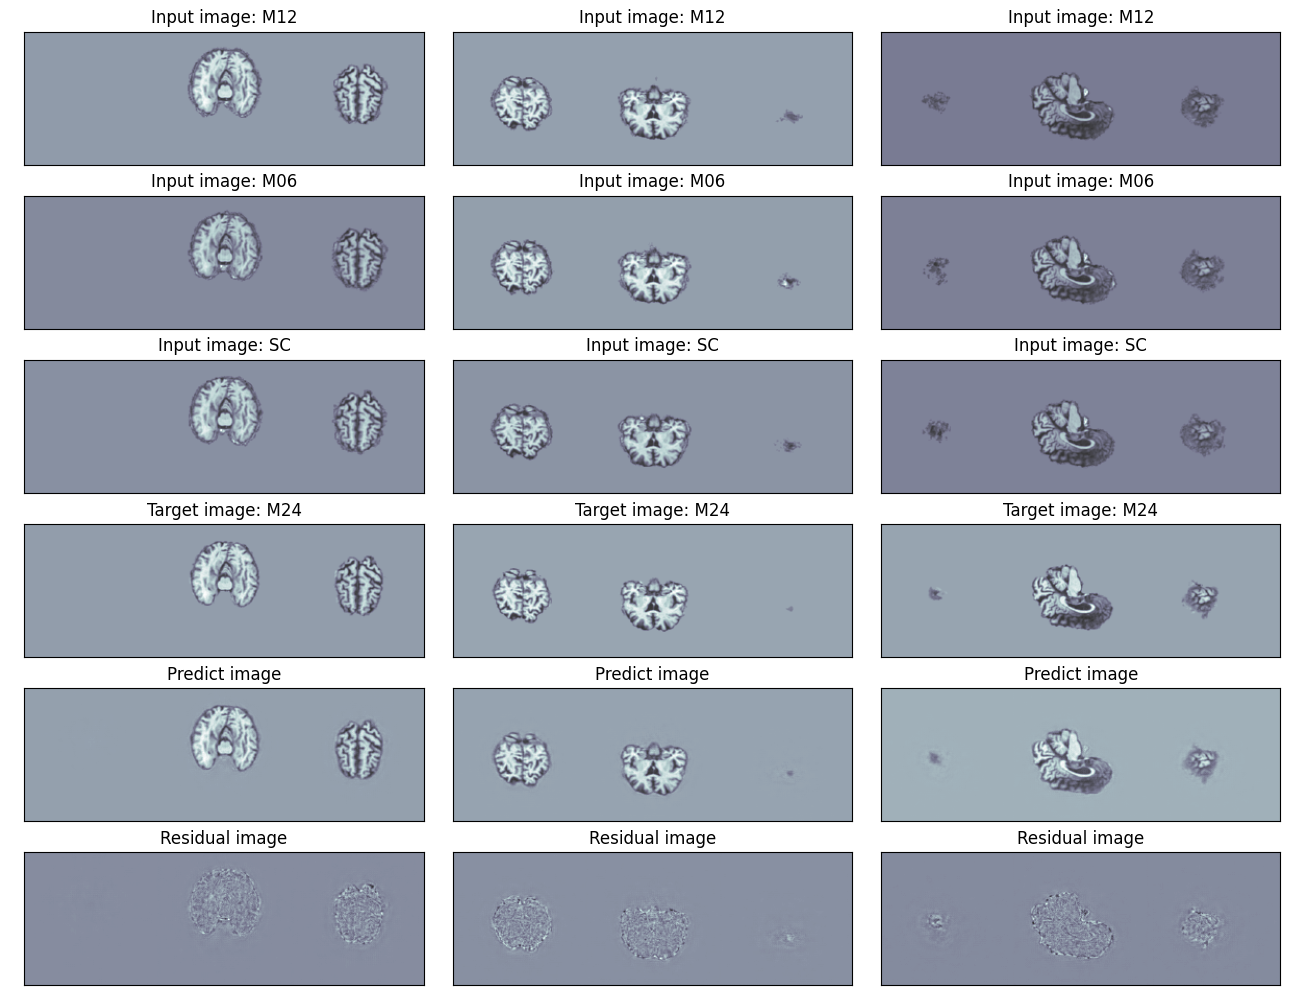 Input image: M12 Input image: M12 Input image: M12
Input image: M06 Input image: M06 Input image: M06
Input image: SC Input image: SC Input image: SC
Target image: M24 Target image: M24 Target image: M24
Predict image Predict image Predict image
Residual image Residual image Residual image